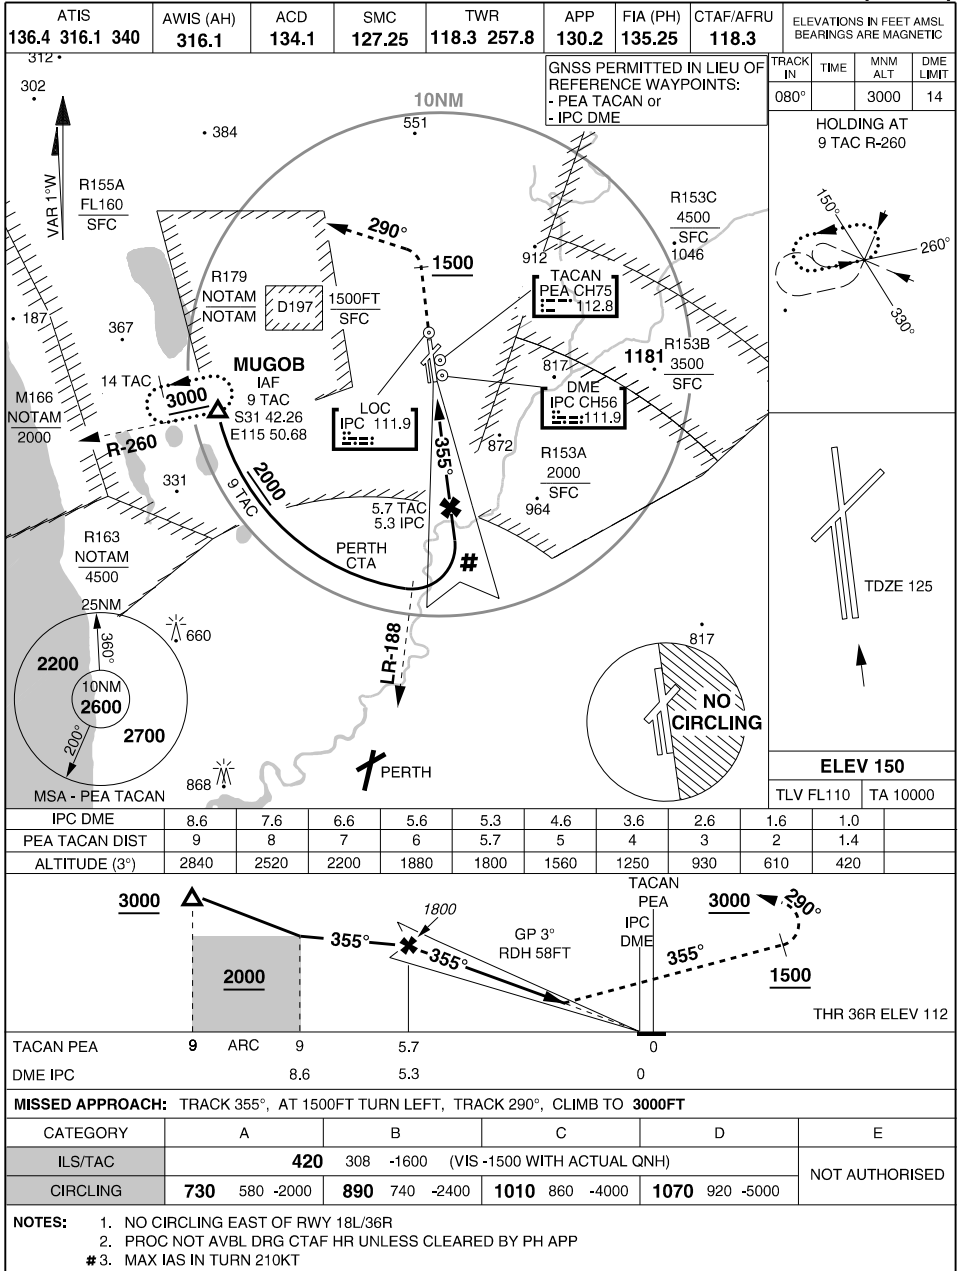 ATIS
136.4 316.1 340
AWIS (AH)
316.1
ACD
134.1
SMC
127.25
TWR
118.3 257.8
APP
130.2
FIA (PH)
135.25
CTAF/AFRU
118.3
ELEVATIONS IN FEET AMSL
BEARINGS ARE MAGNETIC
GNSS PERMITTED IN LIEU OF
REFERENCE WAYPOINTS:
- PEA TACAN or
- IPC DME
TRACK IN
TIME
MNM ALT
DME LIMIT
080°
3000
14
HOLDING AT
9 TAC R-260
150°
260°
330°
312
302
384
10NM
551
VAR 1°W
R155A
FL160
SFC
290°
1500
R153C
4500
SFC
1046
912
TACAN
PEA CH75
112.8
R179
NOTAM
NOTAM
D197
1500FT
SFC
187
367
14 TAC
3000
MUGOB
IAF
9 TAC
S31 42.26
E115 50.68
LOC
IPC 111.9
817
1181
R153B
3500
SFC
DME
IPC CH56
111.9
M166
NOTAM
2000
R-260
331
2000
9 TAC
355°
872
R153A
2000
SFC
964
5.7 TAC
5.3 IPC
R163
NOTAM
4500
PERTH
CTA
#
TDZE 125
25NM
360°
2200
10NM
2600
200°
2700
MSA - PEA TACAN
660
LR-188
817
NO
CIRCLING
868
PERTH
ELEV 150
TLV FL110
TA 10000
IPC DME 8.6 7.6 6.6 5.6 5.3 4.6 3.6 2.6 1.6 1.0
PEA TACAN DIST 9 8 7 6 5.7 5 4 3 2 1.4
ALTITUDE (3°) 2840 2520 2200 1880 1800 1560 1250 930 610 420
3000
1800
TACAN
PEA
IPC
DME
3000
290°
355°
355°
GP 3°
RDH 58FT
355°
2000
1500
THR 36R ELEV 112
TACAN PEA 9 ARC 9 5.7 0
DME IPC 8.6 5.3 0
MISSED APPROACH: TRACK 355°, AT 1500FT TURN LEFT, TRACK 290°, CLIMB TO 3000FT
CATEGORY A B C D E
ILS/TAC 420 308 -1600 (VIS -1500 WITH ACTUAL QNH)
NOT AUTHORISED
CIRCLING 730 580 -2000 890 740 -2400 1010 860 -4000 1070 920 -5000
NOTES: 1. NO CIRCLING EAST OF RWY 18L/36R
2. PROC NOT AVBL DRG CTAF HR UNLESS CLEARED BY PH APP
# 3. MAX IAS IN TURN 210KT